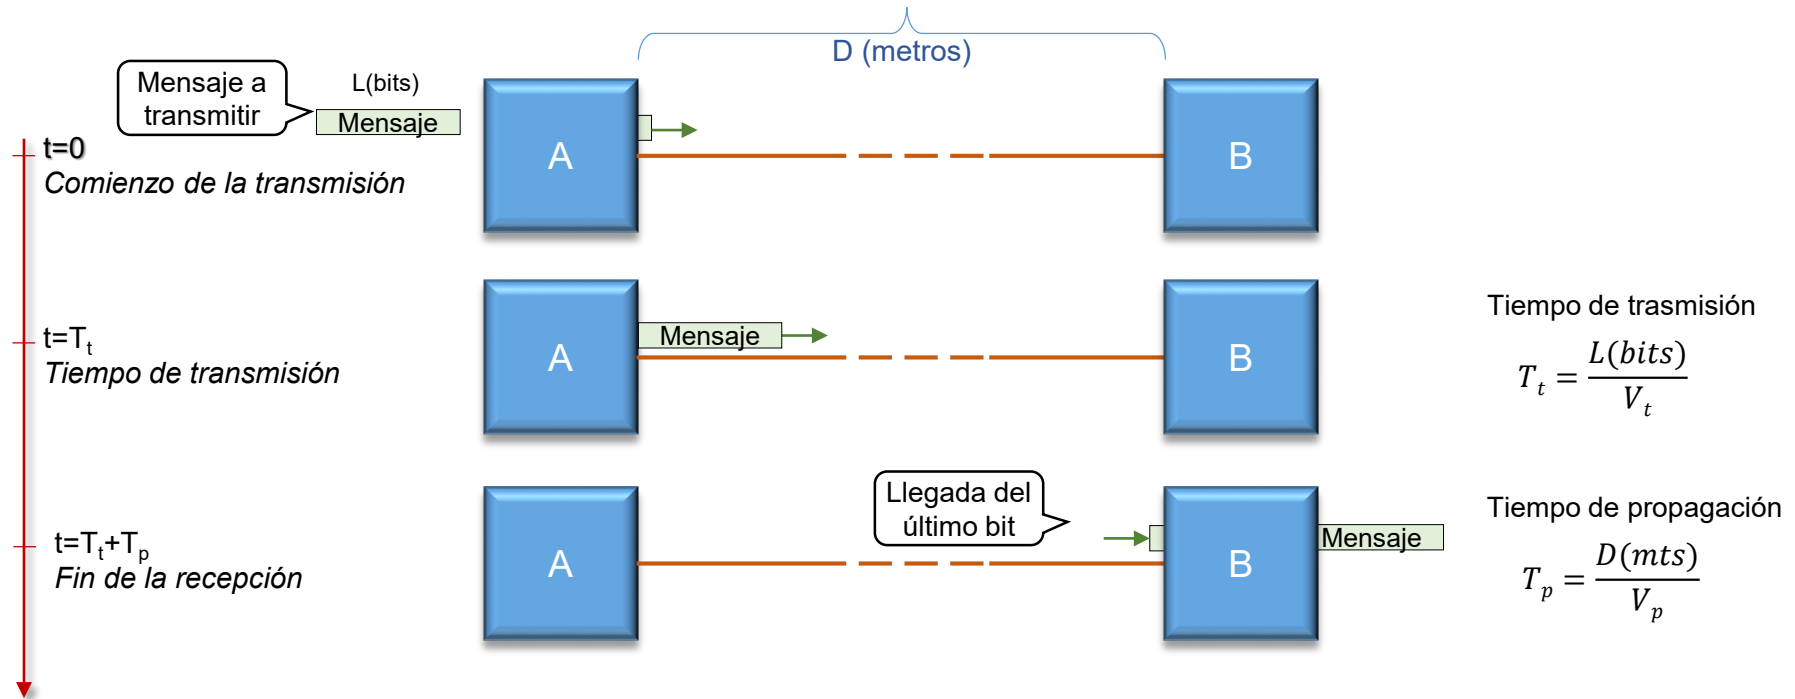 D (metros)
Mensaje a
transmitir
L(bits)
Mensaje
A
B
t=0
Comienzo de la transmisión
A
Mensaje
B
t=Tt
Tiempo de transmisión
Tiempo de trasmisión
Tt = L(bits) / Vt
Llegada del
último bit
A
B
Mensaje
t=Tt+Tp
Fin de la recepción
Tiempo de propagación
Tp = D(mts) / Vp